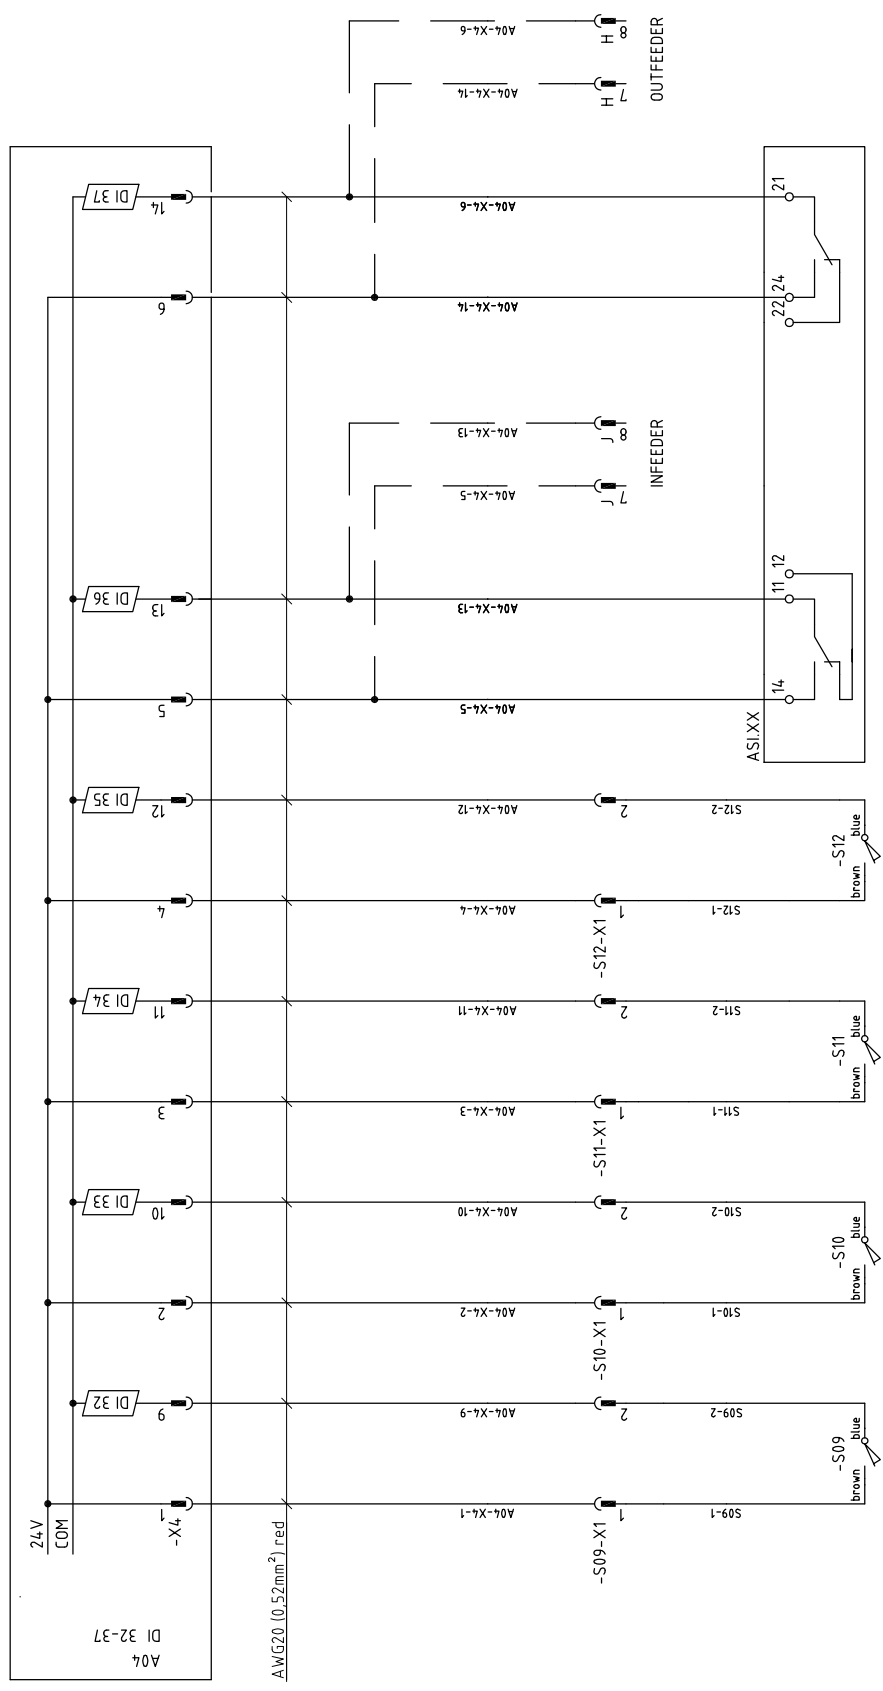 A04
DI 32-37
24V
COM
-X4
AWG20 (0,52mm²) red
1
A04-X4-1
-S09-X1
1
S09-1
brown
-S09
blue
DI 32
9
A04-X4-9
2
S09-2
2
A04-X4-2
-S10-X1
1
S10-1
brown
-S10
blue
DI 33
10
A04-X4-10
2
S10-2
3
A04-X4-3
-S11-X1
1
S11-1
brown
-S11
blue
DI 34
11
A04-X4-11
2
S11-2
4
A04-X4-4
-S12-X1
1
S12-1
brown
-S12
blue
DI 35
12
A04-X4-12
2
S12-2
ASI.XX
5
A04-X4-5
14
DI 36
13
A04-X4-13
11
12
A04-X4-5
J
7
INFEEDER
A04-X4-13
J
8
6
A04-X4-14
22
24
DI 37
14
A04-X4-6
21
A04-X4-14
H
7
OUTFEEDER
A04-X4-6
H
8